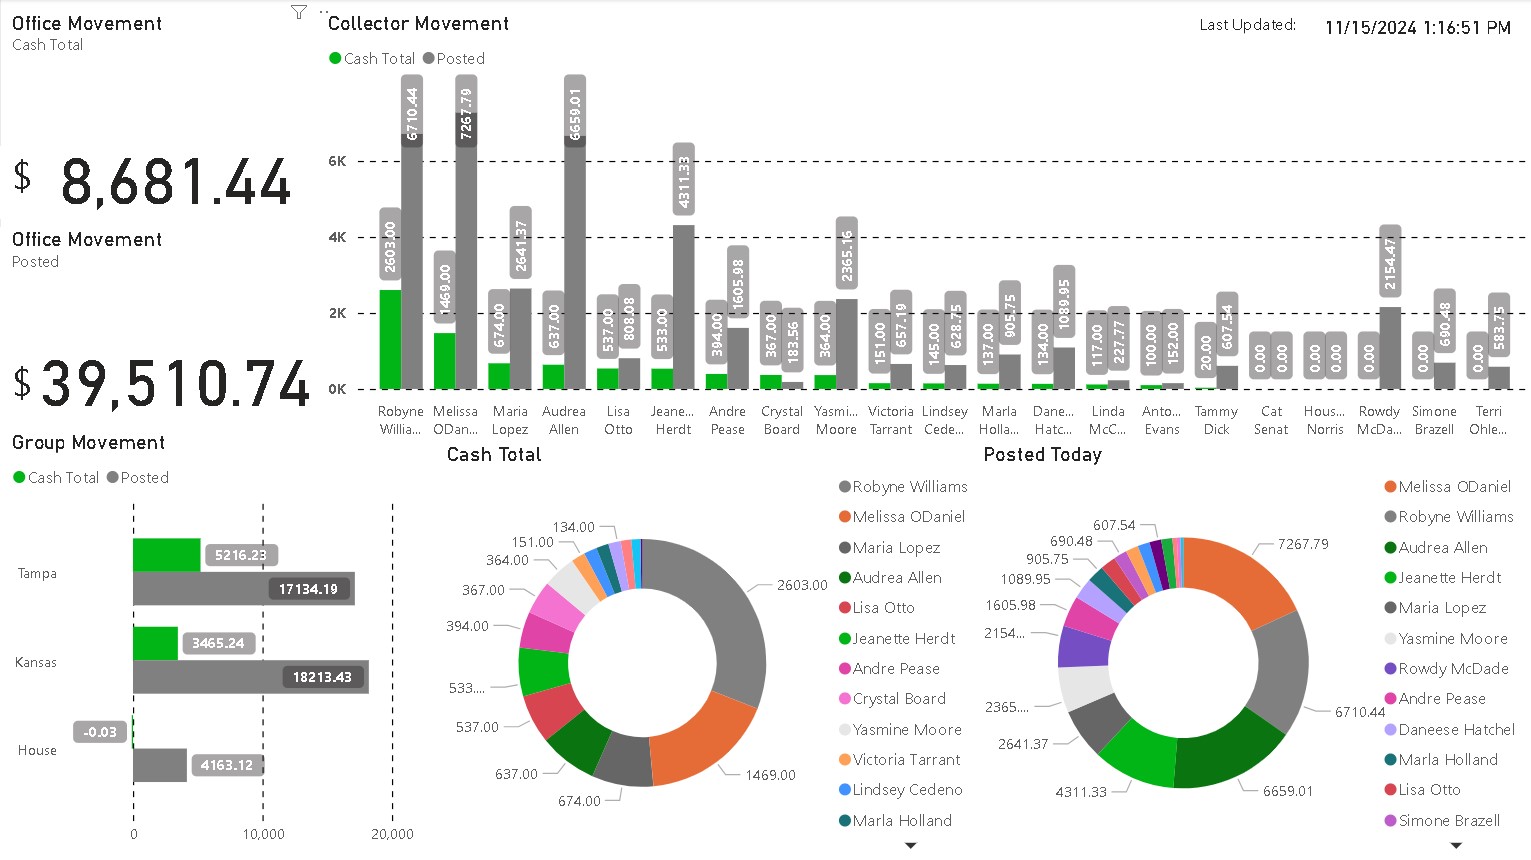 Office Movement
Cash Total
$ 8,681.44
Office Movement
Posted
$ 39,510.74
Collector Movement
Cash Total Posted
Last Updated: 11/15/2024 1:16:51 PM
6K
4K
2K
0K
2603.00 6710.44
1469.00 7267.79
674.00 2641.37
637.00 6659.01
537.00 808.08
533.00 4311.33
394.00 1605.98
367.00 183.56
364.00 2365.16
151.00 657.19
145.00 628.75
137.00 905.75
134.00 1089.95
117.00 227.77
100.00 152.00
20.00 607.54
0.00 0.00
0.00 0.00
0.00 2154.47
0.00 690.48
0.00 583.75
Robyne Willia...
Melissa ODan...
Maria Lopez
Audrea Allen
Lisa Otto
Jeane... Herdt
Andre Pease
Crystal Board
Yasmi... Moore
Victoria Tarrant
Lindsey Cede...
Marla Holla...
Dane... Hatc...
Linda McC...
Anto... Evans
Tammy Dick
Cat Senat
Hous... Norris
Rowdy McDa...
Simone Brazell
Terri Ohle...
Group Movement
Cash Total Posted
Tampa
5216.23
17134.19
Kansas
3465.24
18213.43
House
-0.03
4163.12
0 10,000 20,000
Cash Total
134.00
151.00
364.00
367.00
394.00
533....
537.00
637.00
674.00
1469.00
2603.00
Robyne Williams
Melissa ODaniel
Maria Lopez
Audrea Allen
Lisa Otto
Jeanette Herdt
Andre Pease
Crystal Board
Yasmine Moore
Victoria Tarrant
Lindsey Cedeno
Marla Holland
Posted Today
607.54
690.48
905.75
1089.95
1605.98
2154...
2365....
2641.37
4311.33
6659.01
6710.44
7267.79
Melissa ODaniel
Robyne Williams
Audrea Allen
Jeanette Herdt
Maria Lopez
Yasmine Moore
Rowdy McDade
Andre Pease
Daneese Hatchel
Marla Holland
Lisa Otto
Simone Brazell